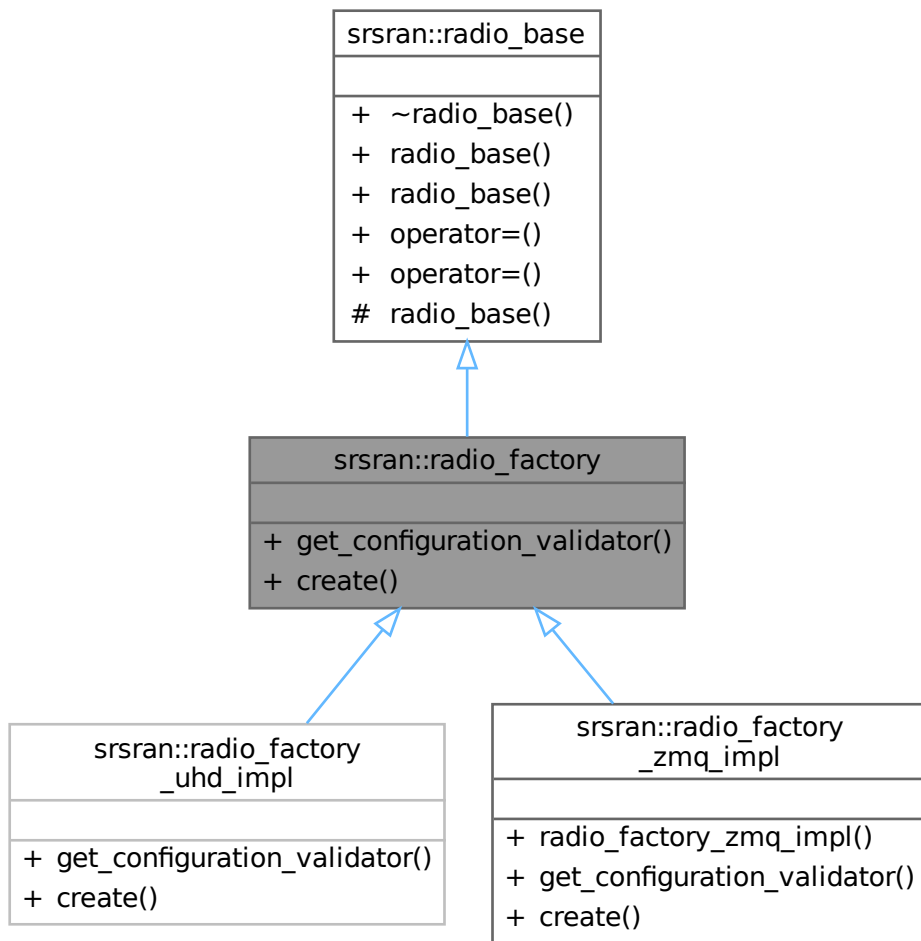 srsran::radio_base
+ ~radio_base()
+ radio_base()
+ radio_base()
+ operator=()
+ operator=()
# radio_base()
srsran::radio_factory
+ get_configuration_validator()
+ create()
srsran::radio_factory
_uhd_impl
+ get_configuration_validator()
+ create()
srsran::radio_factory
_zmq_impl
+ radio_factory_zmq_impl()
+ get_configuration_validator()
+ create()